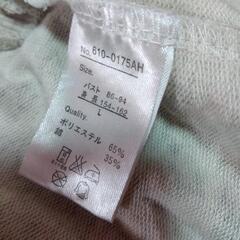 No. 610-0175AH
Size.
バスト 86-94
身長 154-162
L
Quality.
ポリエステル 65%
綿 35%